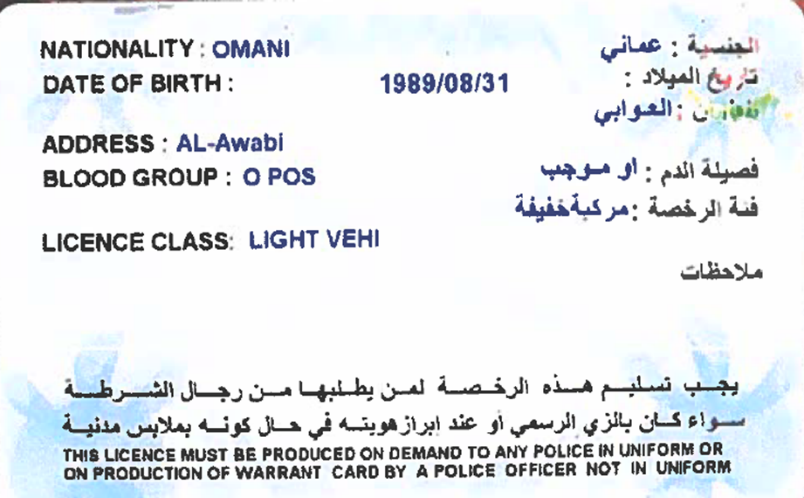 NATIONALITY : OMANI
الجنسية : عماني
DATE OF BIRTH : 1989/08/31
تاريخ الميلاد :
: العوابي
ADDRESS : AL-Awabi
فصيلة الدم : او موجب
BLOOD GROUP : O POS
فئة الرخصة : مركبة خفيفة
LICENCE CLASS: LIGHT VEHI
ملاحظات
يجب تسليم هذه الرخصة لمن يطلبها من رجال الشرطة
سواء كان بالزي الرسمي أو عند إبراز هويته في حال كونه بملابس مدنية
THIS LICENCE MUST BE PRODUCED ON DEMAND TO ANY POLICE IN UNIFORM OR
ON PRODUCTION OF WARRANT CARD BY A POLICE OFFICER NOT IN UNIFORM